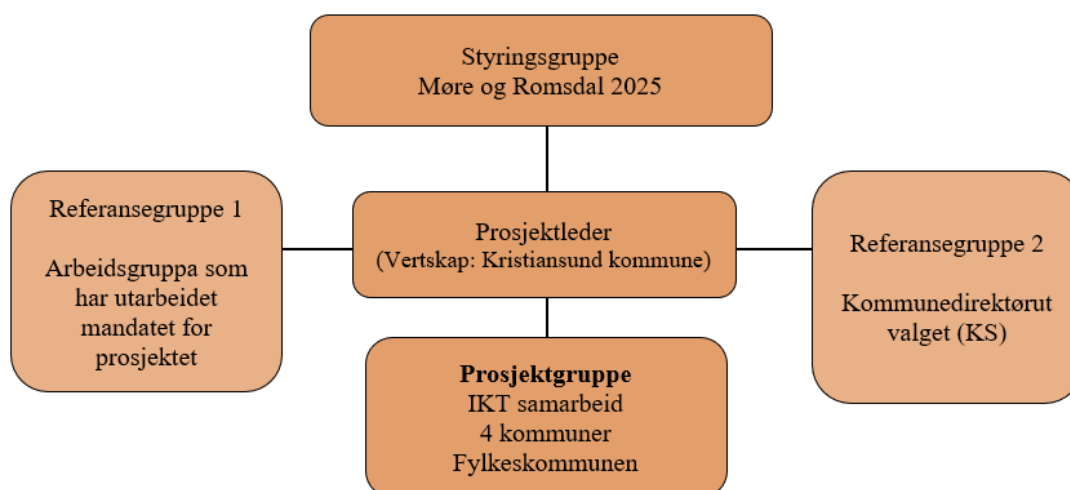 Styringsgruppe
Møre og Romsdal 2025
Referansegruppe 1
Arbeidsgruppa som
har utarbeidet
mandatet for
prosjektet
Prosjektleder
(Vertskap: Kristiansund kommune)
Referansegruppe 2
Kommunedirektørut
valget (KS)
Prosjektgruppe
IKT samarbeid
4 kommuner
Fylkeskommunen